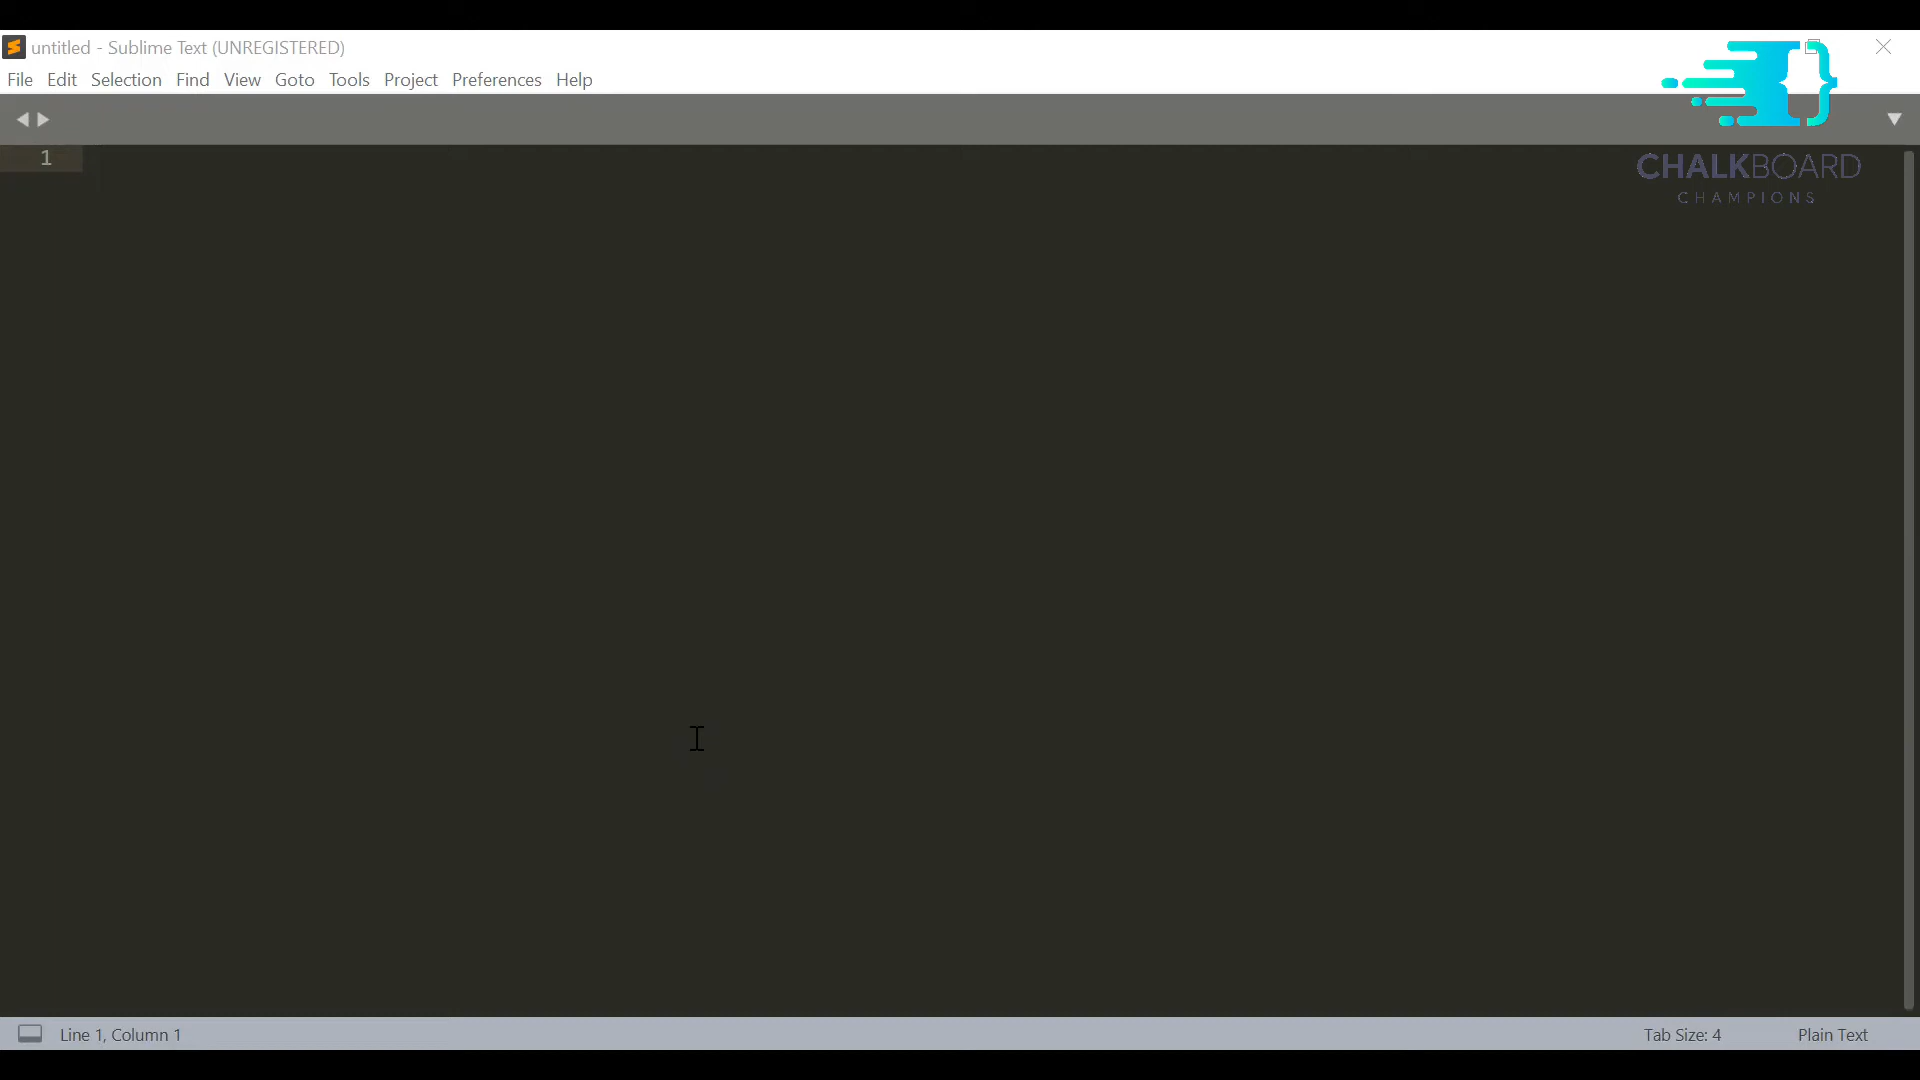 untitled - Sublime Text (UNREGISTERED)
File Edit Selection Find View Goto Tools Project Preferences Help
1
CHALKBOARD
CHAMPIONS
Line 1, Column 1
Tab Size: 4
Plain Text